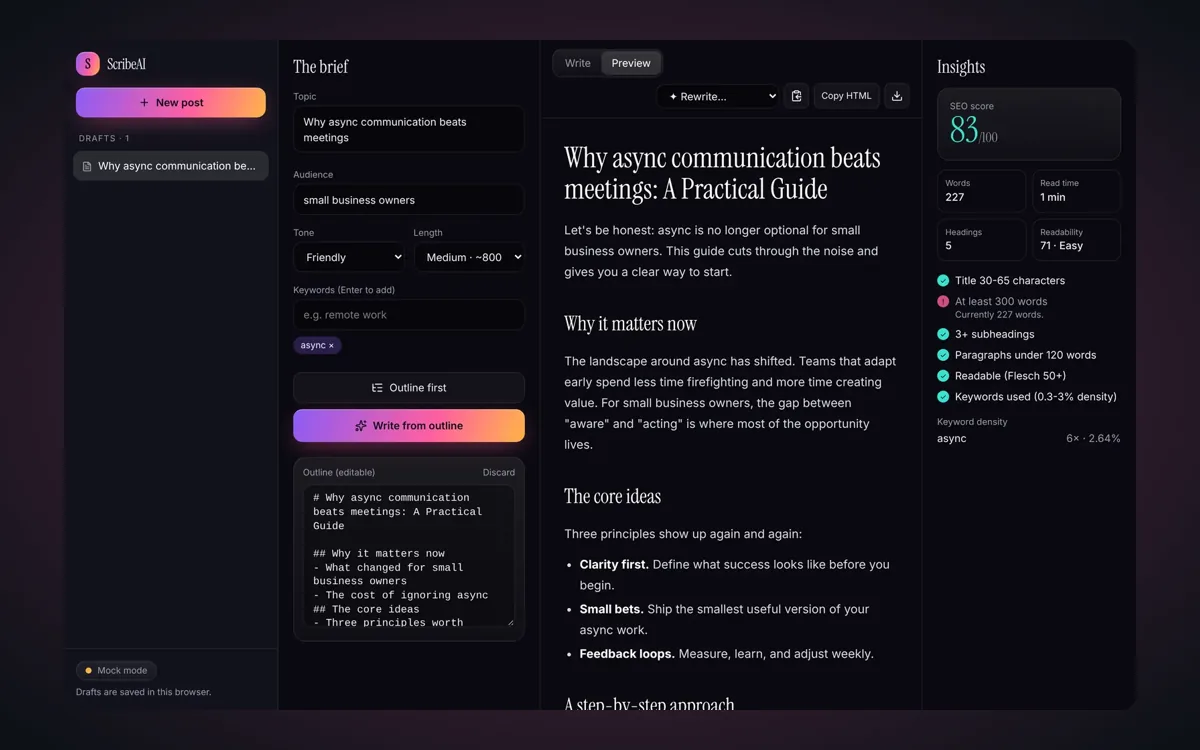 S ScribeAI
+ New post
DRAFTS · 1
Why async communication be...
Mock mode
Drafts are saved in this browser.
The brief
Topic
Why async communication beats
meetings
Audience
small business owners
Tone
Length
Friendly
Medium · ~800
Keywords (Enter to add)
e.g. remote work
async ×
Outline first
Write from outline
Outline (editable)
Discard
# Why async communication
beats meetings: A Practical
Guide
## Why it matters now
- What changed for small
business owners
- The cost of ignoring async
## The core ideas
- Three principles worth
Write
Preview
✦ Rewrite...
Copy HTML
Why async communication beats
meetings: A Practical Guide
Let's be honest: async is no longer optional for small
business owners. This guide cuts through the noise and
gives you a clear way to start.
Why it matters now
The landscape around async has shifted. Teams that adapt
early spend less time firefighting and more time creating
value. For small business owners, the gap between
"aware" and "acting" is where most of the opportunity
lives.
The core ideas
Three principles show up again and again:
• Clarity first. Define what success looks like before you
begin.
• Small bets. Ship the smallest useful version of your
async work.
• Feedback loops. Measure, learn, and adjust weekly.
A step-by-step approach
Insights
SEO score
83/100
Words
227
Read time
1 min
Headings
5
Readability
71 · Easy
Title 30-65 characters
At least 300 words
Currently 227 words.
3+ subheadings
Paragraphs under 120 words
Readable (Flesch 50+)
Keywords used (0.3-3% density)
Keyword density
async
6× · 2.64%